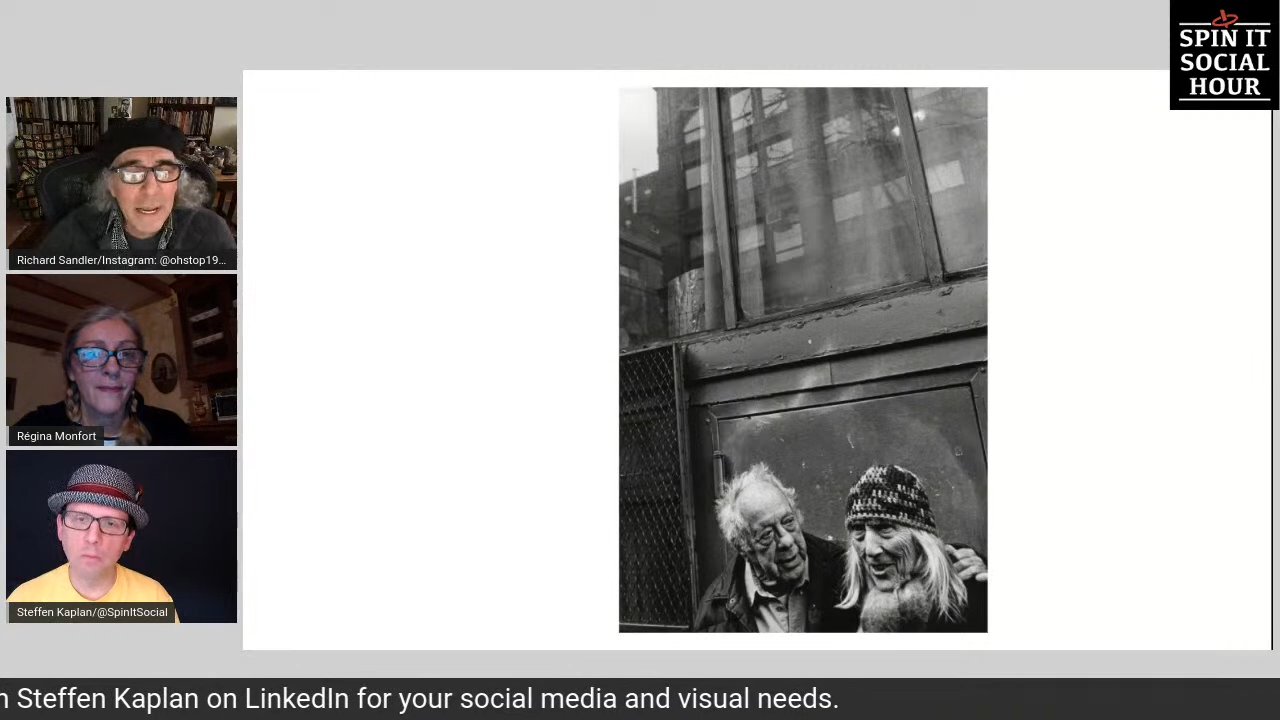 SPIN IT
SOCIAL
HOUR
Richard Sandler/Instagram: @ohstop19...
Régina Monfort
Steffen Kaplan/@SpinItSocial
n Steffen Kaplan on LinkedIn for your social media and visual needs.